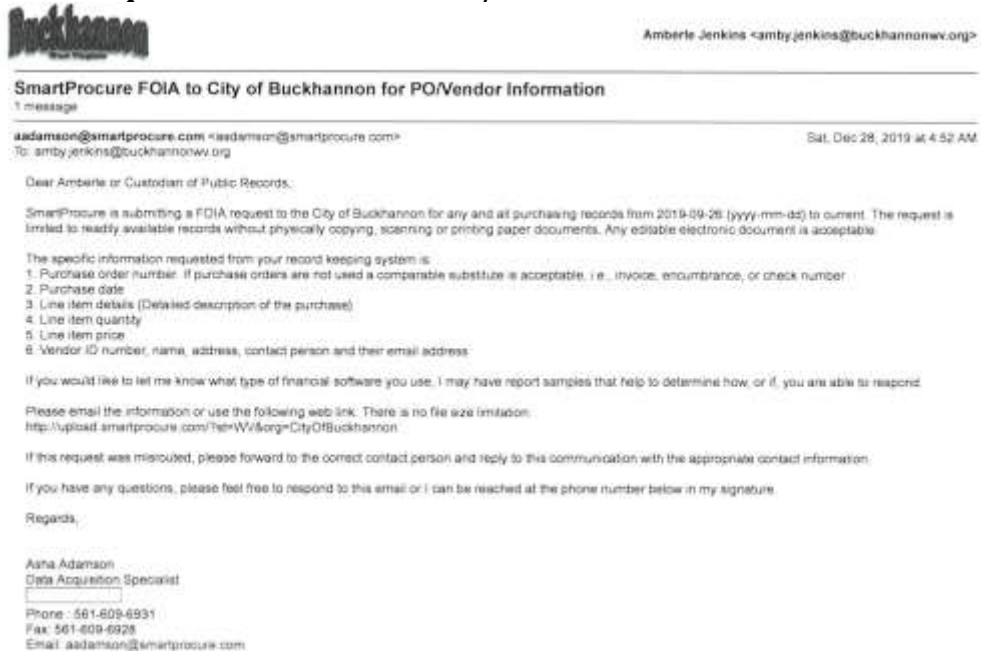 Buckhannon
West Virginia
Amberle Jenkins <amby.jenkins@buckhannonwv.org>
SmartProcure FOIA to City of Buckhannon for PO/Vendor Information
1 message
aadamson@smartprocure.com <aadamson@smartprocure.com>
Sat, Dec 28, 2019 at 4:52 AM
To: amby.jenkins@buckhannonwv.org
Dear Amberle or Custodian of Public Records,
SmartProcure is submitting a FOIA request to the City of Buckhannon for any and all purchasing records from 2019-09-26 (yyyy-mm-dd) to current. The request is
limited to readily available records without physically copying, scanning or printing paper documents. Any editable electronic document is acceptable.
The specific information requested from your record keeping system is:
1. Purchase order number. If purchase orders are not used a comparable substitute is acceptable, i.e., invoice, encumbrance, or check number
2. Purchase date
3. Line item details (Detailed description of the purchase)
4. Line item quantity
5. Line item price
6. Vendor ID number, name, address, contact person and their email address
If you would like to let me know what type of financial software you use, I may have report samples that help to determine how, or if, you are able to respond.
Please email the information or use the following web link. There is no file size limitation.
http://upload.smartprocure.com/?st=WV&org=CityOfBuckhannon
If this request was misrouted, please forward to the correct contact person and reply to this communication with the appropriate contact information.
If you have any questions, please feel free to respond to this email or I can be reached at the phone number below in my signature.
Regards,
Asha Adamson
Data Acquisition Specialist
Phone : 561-609-6931
Fax: 561-609-6928
Email: aadamson@smartprocure.com